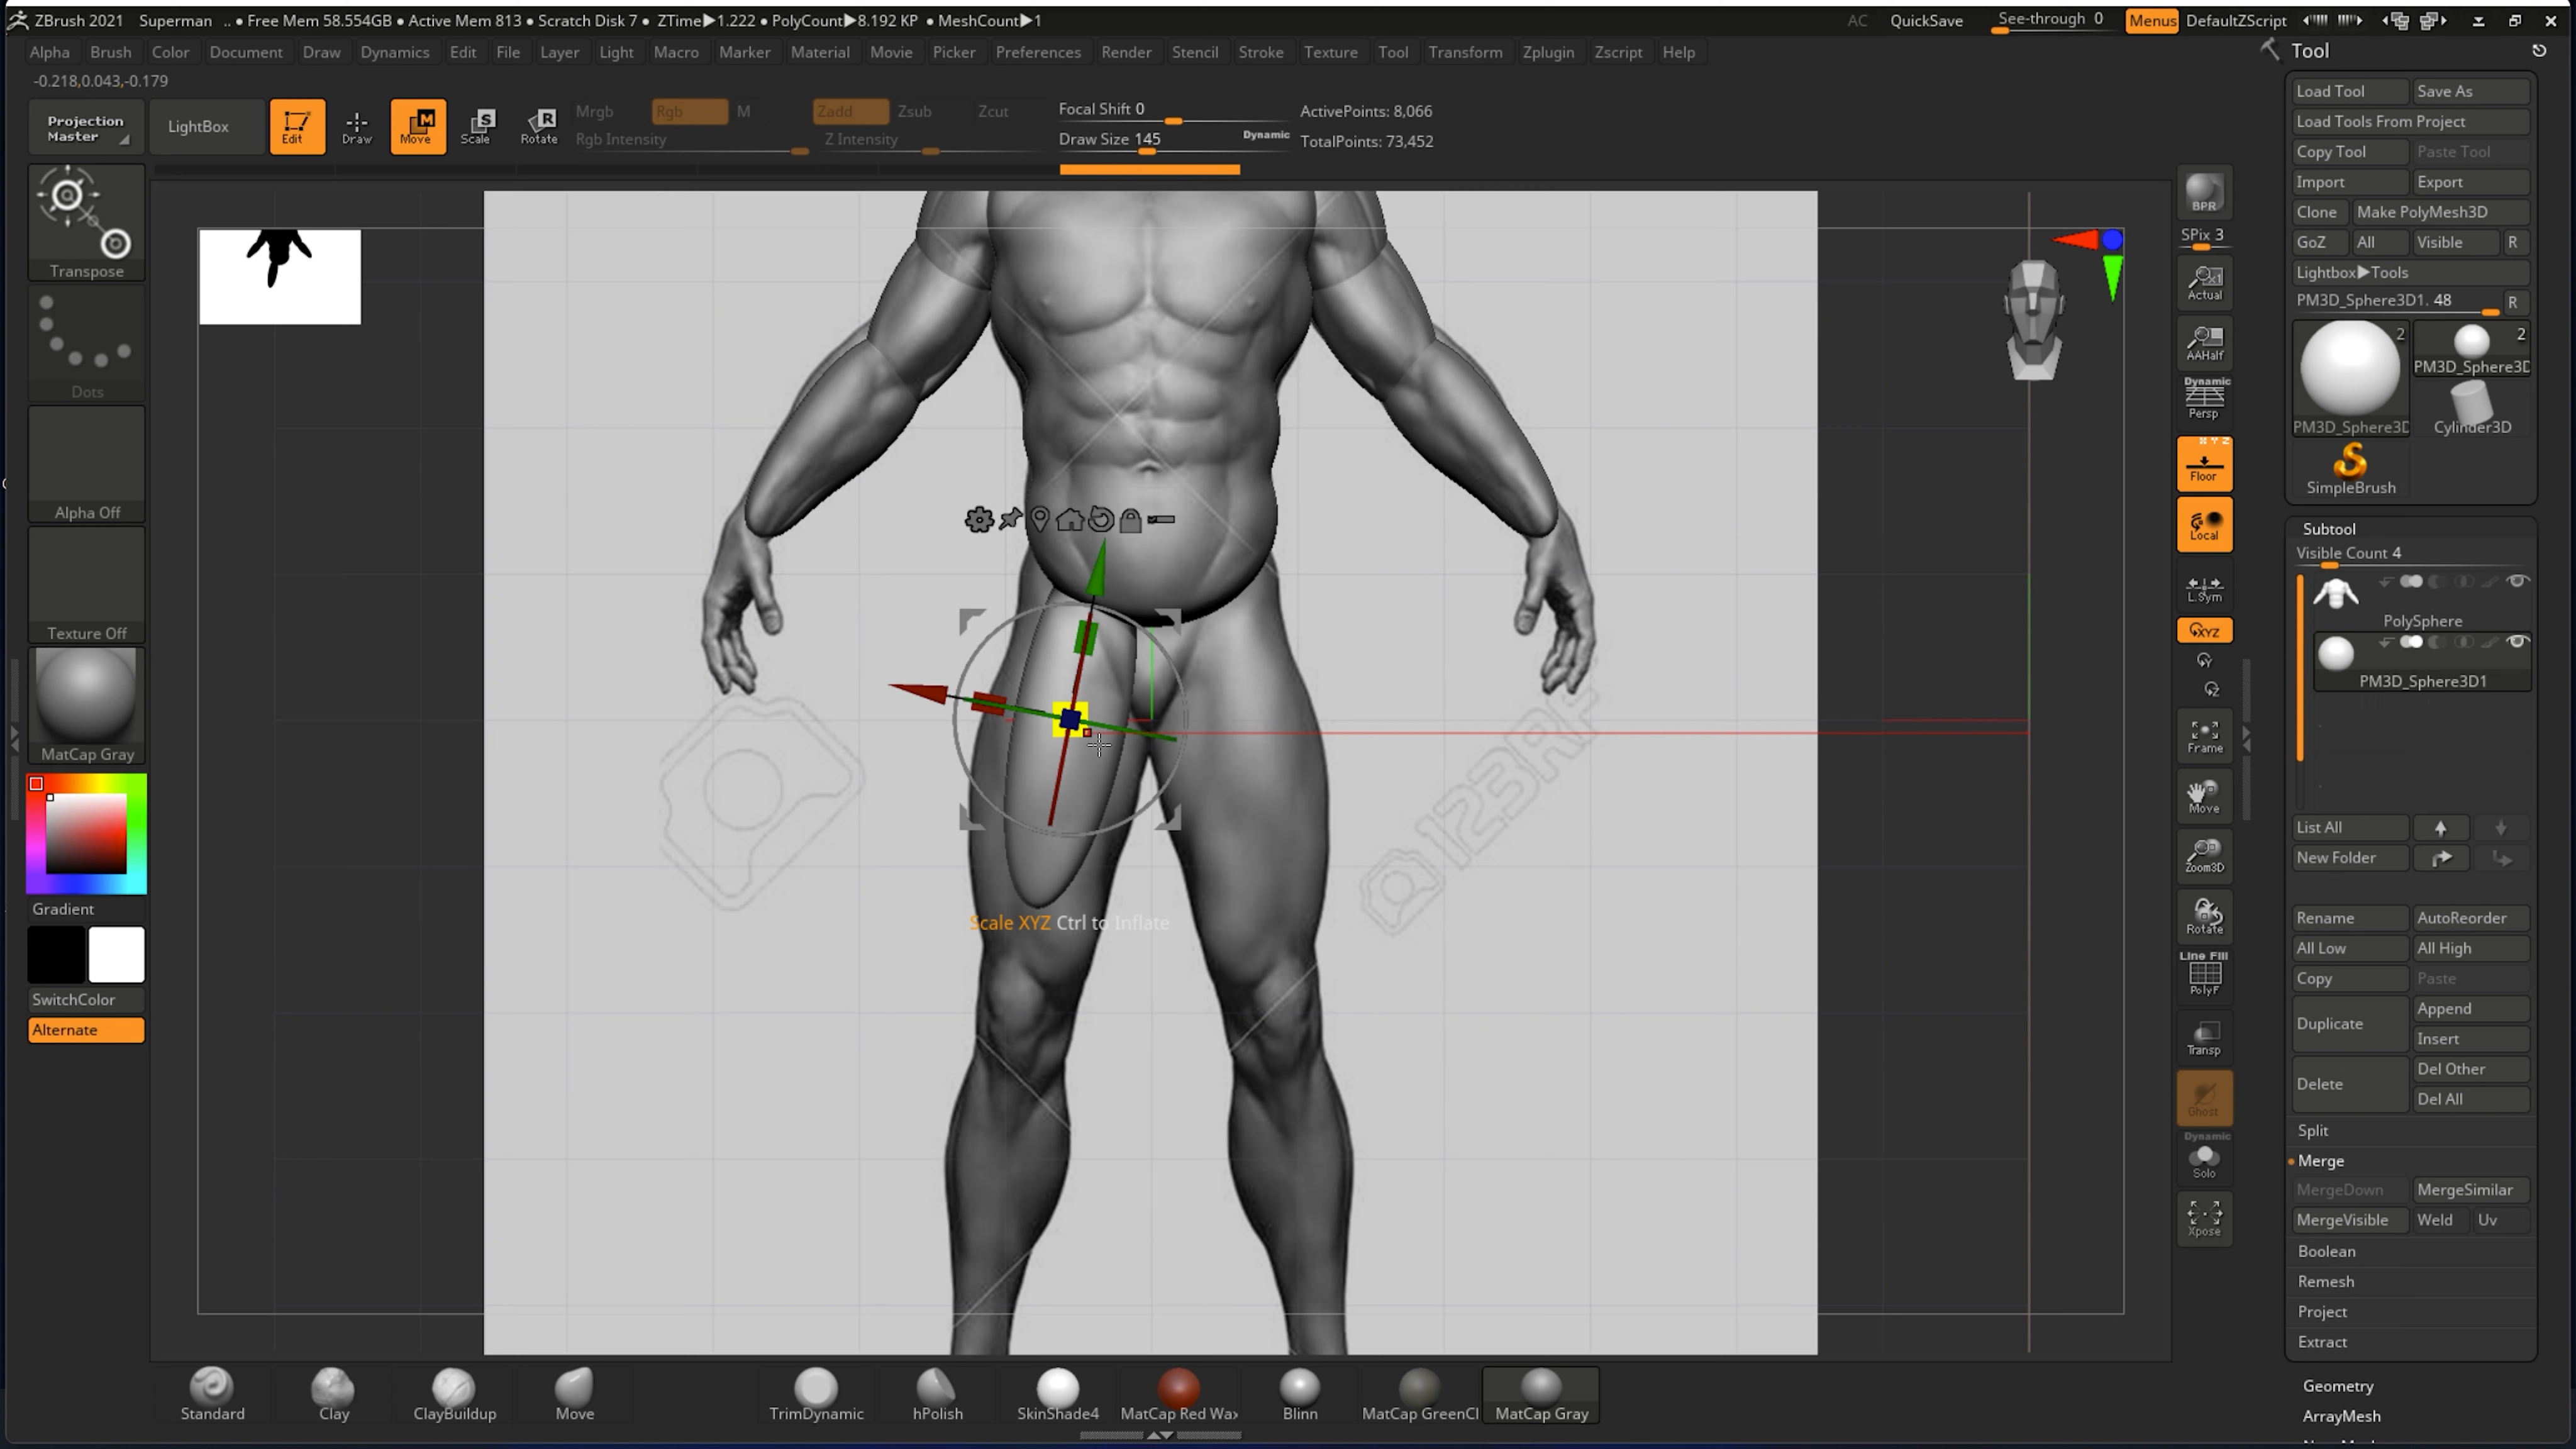 ZBrush 2021 Superman .. • Free Mem 58.554GB • Active Mem 813 • Scratch Disk 7 • ZTime▶1.222 • PolyCount▶8.192 KP • MeshCount▶1 AC QuickSave See-through 0 Menus DefaultZScript
Alpha Brush Color Document Draw Dynamics Edit File Layer Light Macro Marker Material Movie Picker Preferences Render Stencil Stroke Texture Tool Transform Zplugin Zscript Help
Tool
-0.218,0.043,-0.179
Projection Master
LightBox
Edit
Draw
Move
Scale
Rotate
Mrgb Rgb M
Rgb Intensity
Zadd Zsub Zcut
Z Intensity
Focal Shift 0
Draw Size 145
Dynamic
ActivePoints: 8,066
TotalPoints: 73,452
Transpose
Dots
Alpha Off
Texture Off
MatCap Gray
Gradient
SwitchColor
Alternate
Scale XYZ Ctrl to Inflate
@123RF
BPR
SPix 3
Actual
AAHalf
Dynamic
Persp
X Y Z
Floor
Local
L.Sym
XYZ
Y
Z
Frame
Move
Zoom3D
Rotate
Line Fill
PolyF
Transp
Ghost
Dynamic
Solo
Xpose
Load Tool Save As
Load Tools From Project
Copy Tool Paste Tool
Import Export
Clone Make PolyMesh3D
GoZ All Visible R
Lightbox▶Tools
PM3D_Sphere3D1. 48 R
2 2
PM3D_Sphere3D
PM3D_Sphere3D Cylinder3D
SimpleBrush
Subtool
Visible Count 4
PolySphere
PM3D_Sphere3D1
List All
New Folder
Rename AutoReorder
All Low All High
Copy Paste
Duplicate Append
Insert
Delete Del Other
Del All
Split
Merge
MergeDown MergeSimilar
MergeVisible Weld Uv
Boolean
Remesh
Project
Extract
Geometry
ArrayMesh
Standard Clay ClayBuildup Move TrimDynamic hPolish SkinShade4 MatCap Red Wax Blinn MatCap GreenCl MatCap Gray